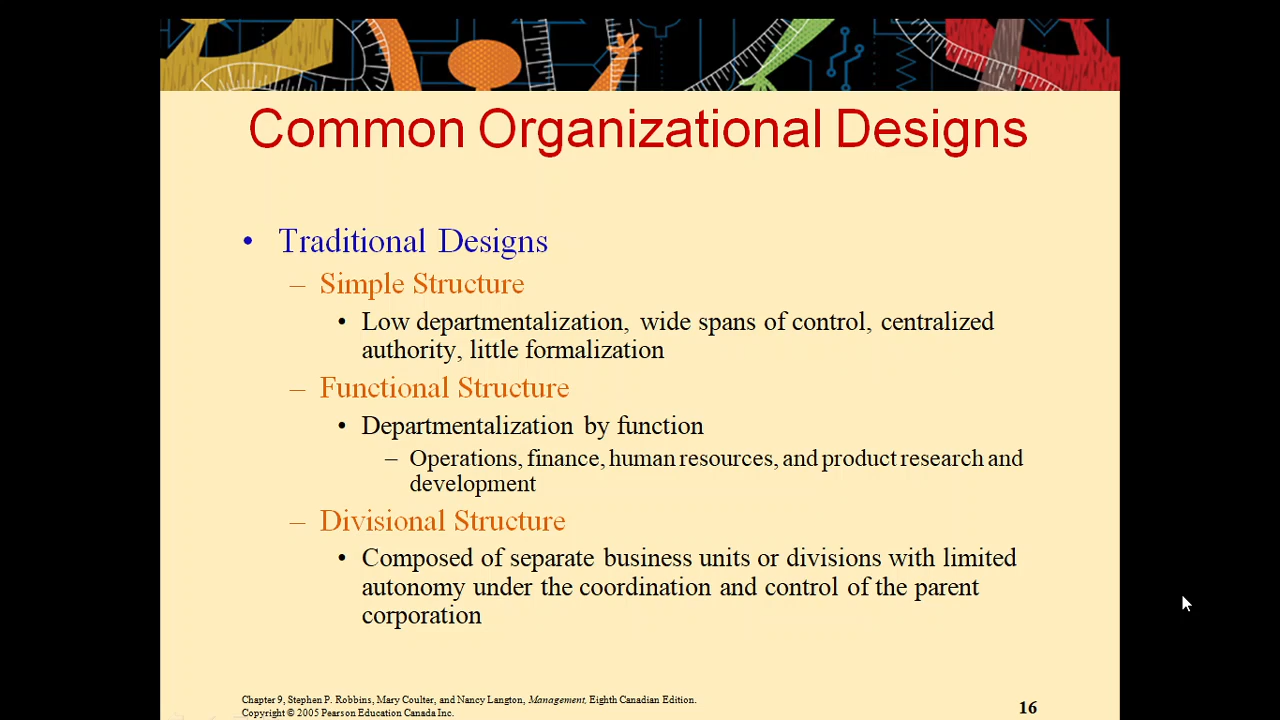 Common Organizational Designs
• Traditional Designs
– Simple Structure
• Low departmentalization, wide spans of control, centralized
authority, little formalization
– Functional Structure
• Departmentalization by function
– Operations, finance, human resources, and product research and
development
– Divisional Structure
• Composed of separate business units or divisions with limited
autonomy under the coordination and control of the parent
corporation
Chapter 9, Stephen P. Robbins, Mary Coulter, and Nancy Langton, Management, Eighth Canadian Edition.
Copyright © 2005 Pearson Education Canada Inc.
16